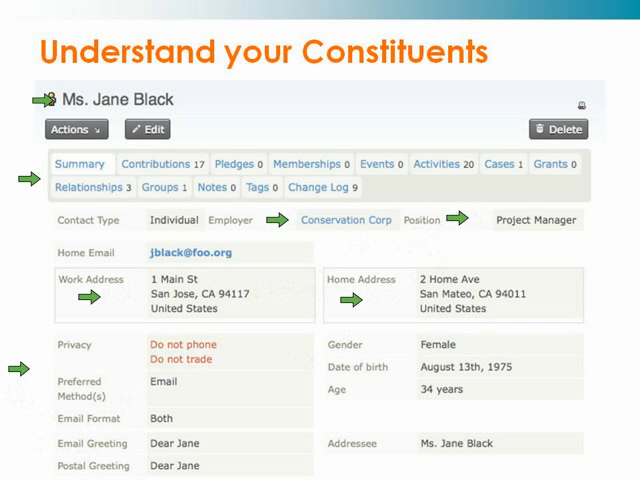 Understand your Constituents
Ms. Jane Black
Actions Edit Delete
Summary Contributions 17 Pledges 0 Memberships 0 Events 0 Activities 20 Cases 1 Grants 0
Relationships 3 Groups 1 Notes 0 Tags 0 Change Log 9
Contact Type Individual Employer Conservation Corp Position Project Manager
Home Email jblack@foo.org
Work Address 1 Main St Home Address 2 Home Ave
San Jose, CA 94117 San Mateo, CA 94011
United States United States
Privacy Do not phone Gender Female
Do not trade
Date of birth August 13th, 1975
Preferred Email
Method(s)
Age 34 years
Email Format Both
Email Greeting Dear Jane Addressee Ms. Jane Black
Postal Greeting Dear Jane